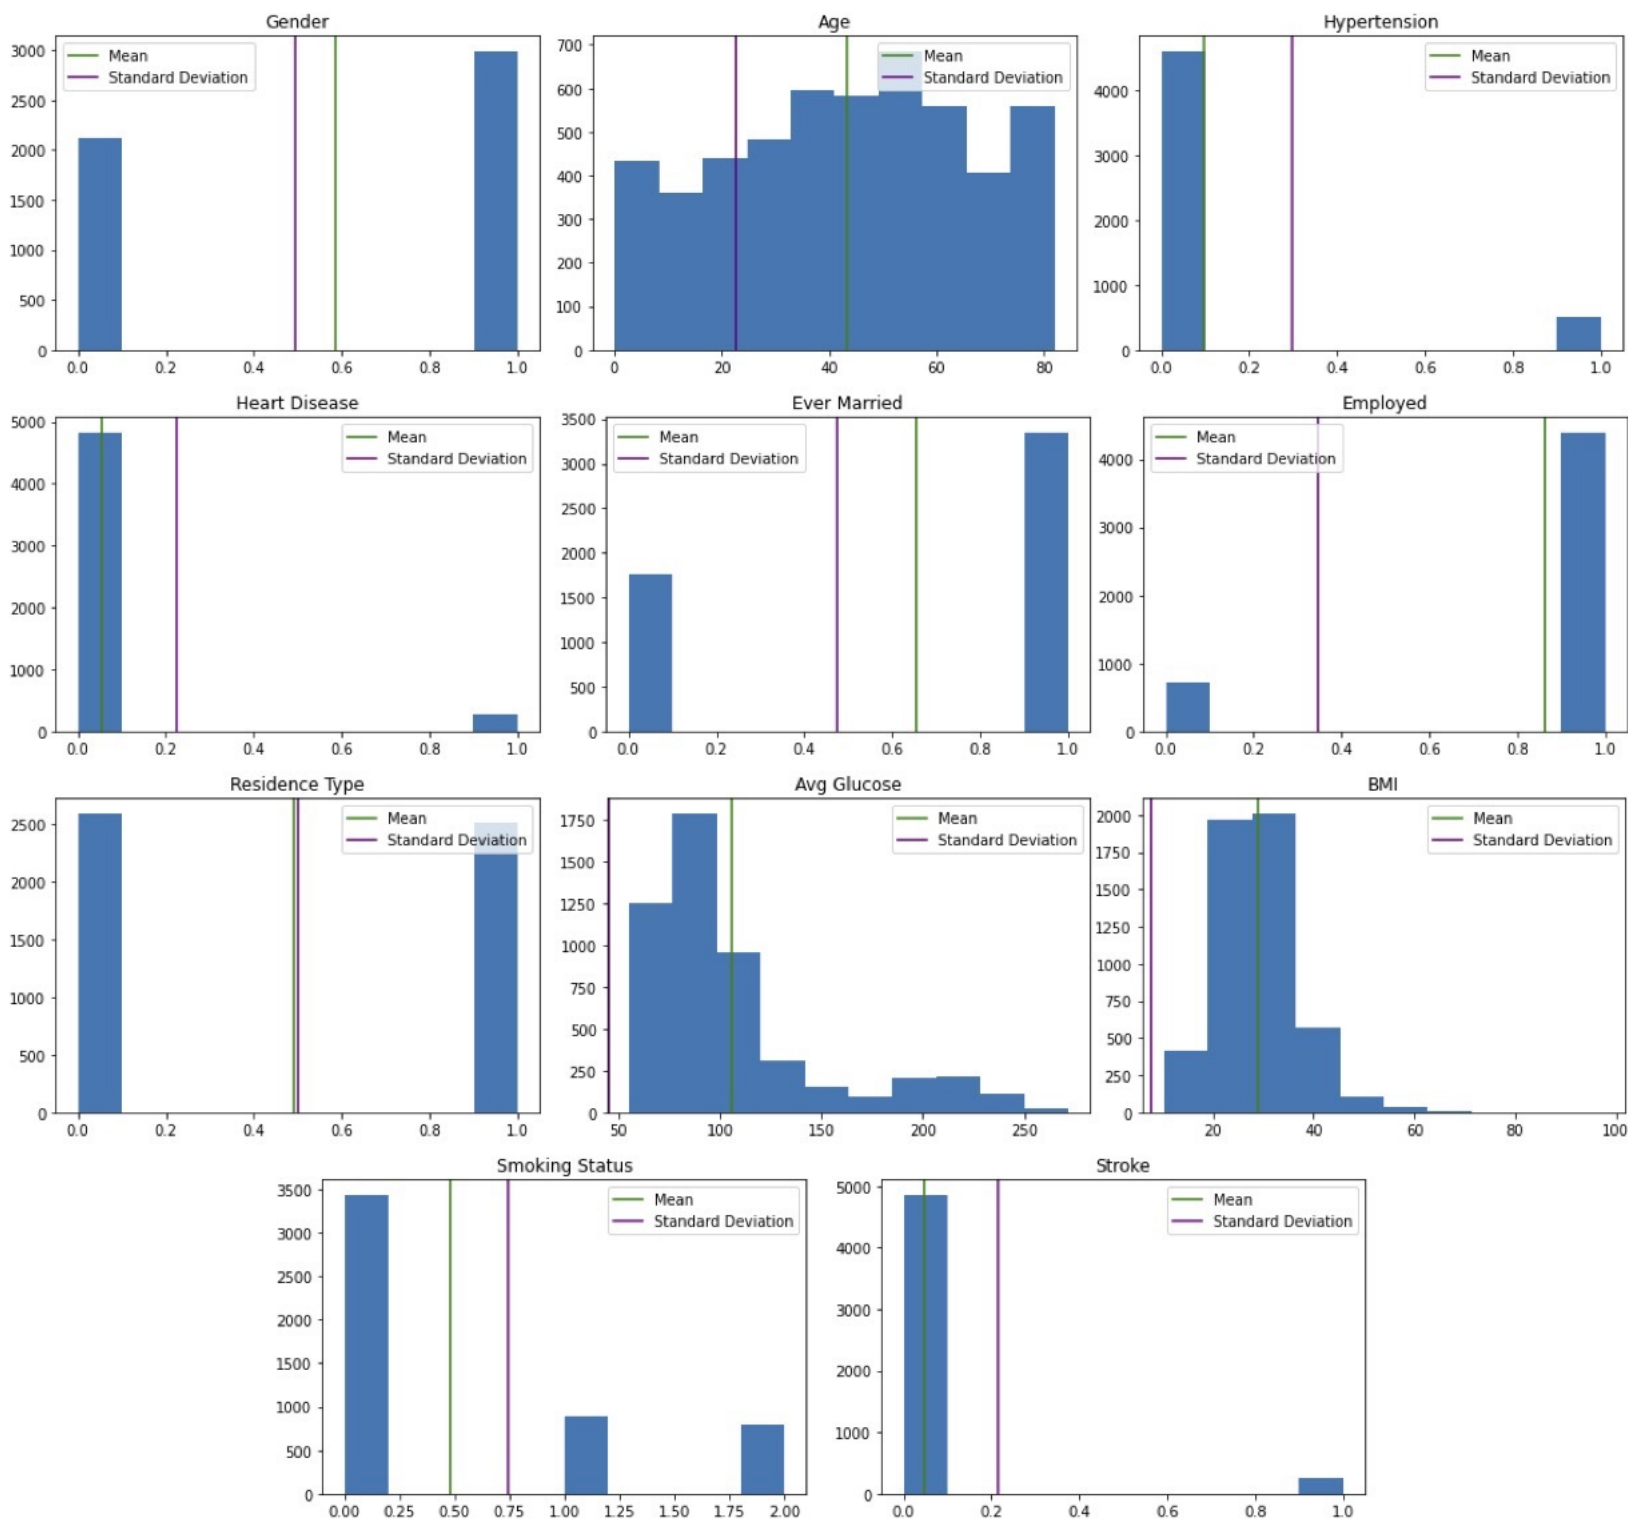 Gender
3000
2500
2000
1500
1000
500
0
0.0 0.2 0.4 0.6 0.8 1.0
Mean
Standard Deviation
Age
700
600
500
400
300
200
100
0
0 20 40 60 80
Mean
Standard Deviation
Hypertension
4000
3000
2000
1000
0
0.0 0.2 0.4 0.6 0.8 1.0
Mean
Standard Deviation
Heart Disease
5000
4000
3000
2000
1000
0
0.0 0.2 0.4 0.6 0.8 1.0
Mean
Standard Deviation
Ever Married
3500
3000
2500
2000
1500
1000
500
0
0.0 0.2 0.4 0.6 0.8 1.0
Mean
Standard Deviation
Employed
4000
3000
2000
1000
0
0.0 0.2 0.4 0.6 0.8 1.0
Mean
Standard Deviation
Residence Type
2500
2000
1500
1000
500
0
0.0 0.2 0.4 0.6 0.8 1.0
Mean
Standard Deviation
Avg Glucose
1750
1500
1250
1000
750
500
250
0
50 100 150 200 250
Mean
Standard Deviation
BMI
2000
1750
1500
1250
1000
750
500
250
0
20 40 60 80 100
Mean
Standard Deviation
Smoking Status
3500
3000
2500
2000
1500
1000
500
0
0.00 0.25 0.50 0.75 1.00 1.25 1.50 1.75 2.00
Mean
Standard Deviation
Stroke
5000
4000
3000
2000
1000
0
0.0 0.2 0.4 0.6 0.8 1.0
Mean
Standard Deviation